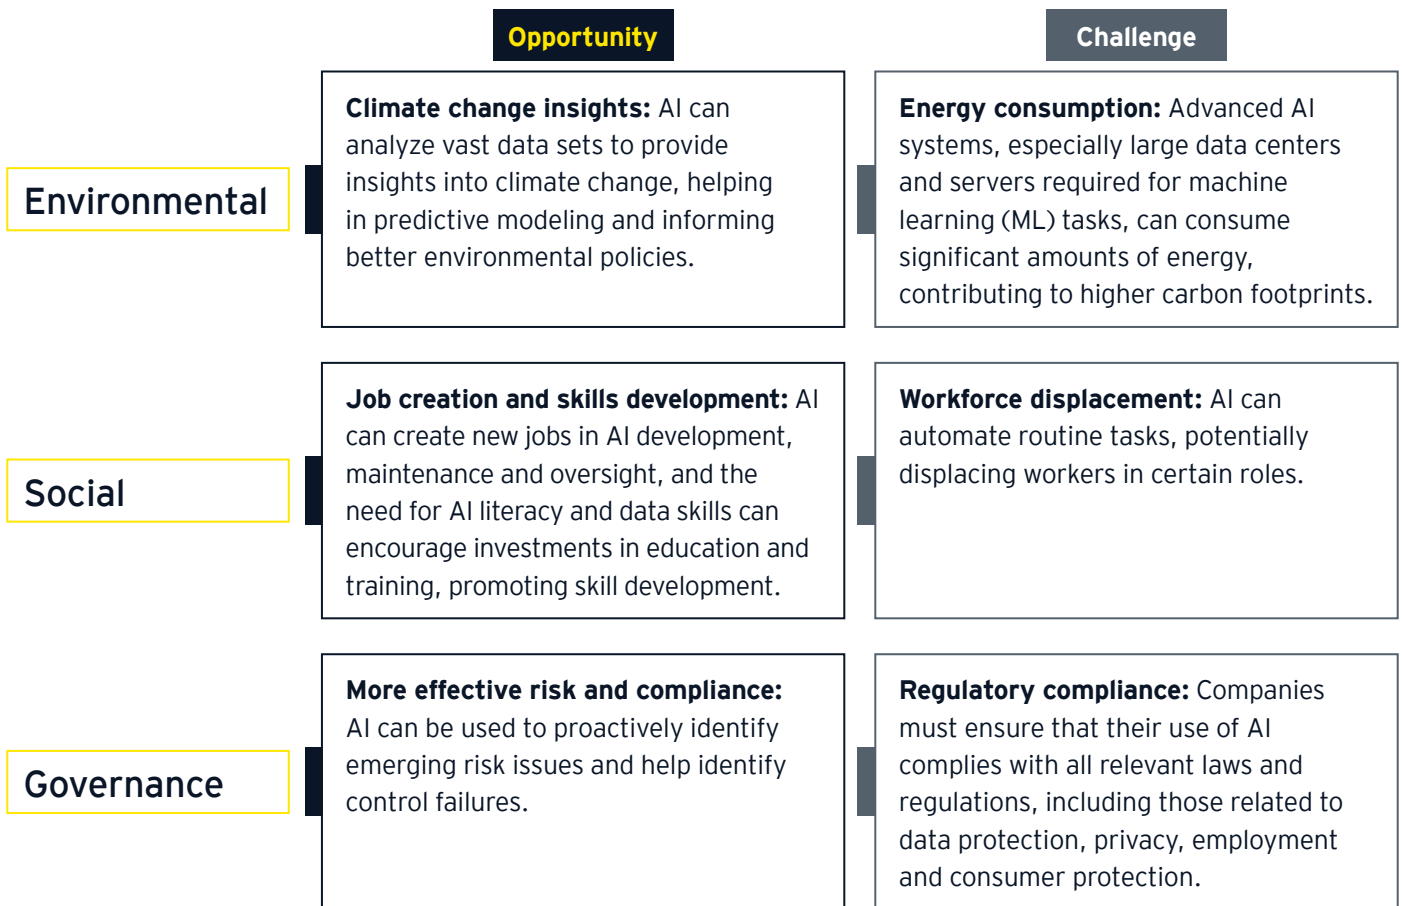 Opportunity
Challenge
Environmental
Climate change insights: AI can
analyze vast data sets to provide
insights into climate change, helping
in predictive modeling and informing
better environmental policies.
Energy consumption: Advanced AI
systems, especially large data centers
and servers required for machine
learning (ML) tasks, can consume
significant amounts of energy,
contributing to higher carbon footprints.
Social
Job creation and skills development: AI
can create new jobs in AI development,
maintenance and oversight, and the
need for AI literacy and data skills can
encourage investments in education and
training, promoting skill development.
Workforce displacement: AI can
automate routine tasks, potentially
displacing workers in certain roles.
Governance
More effective risk and compliance:
AI can be used to proactively identify
emerging risk issues and help identify
control failures.
Regulatory compliance: Companies
must ensure that their use of AI
complies with all relevant laws and
regulations, including those related to
data protection, privacy, employment
and consumer protection.